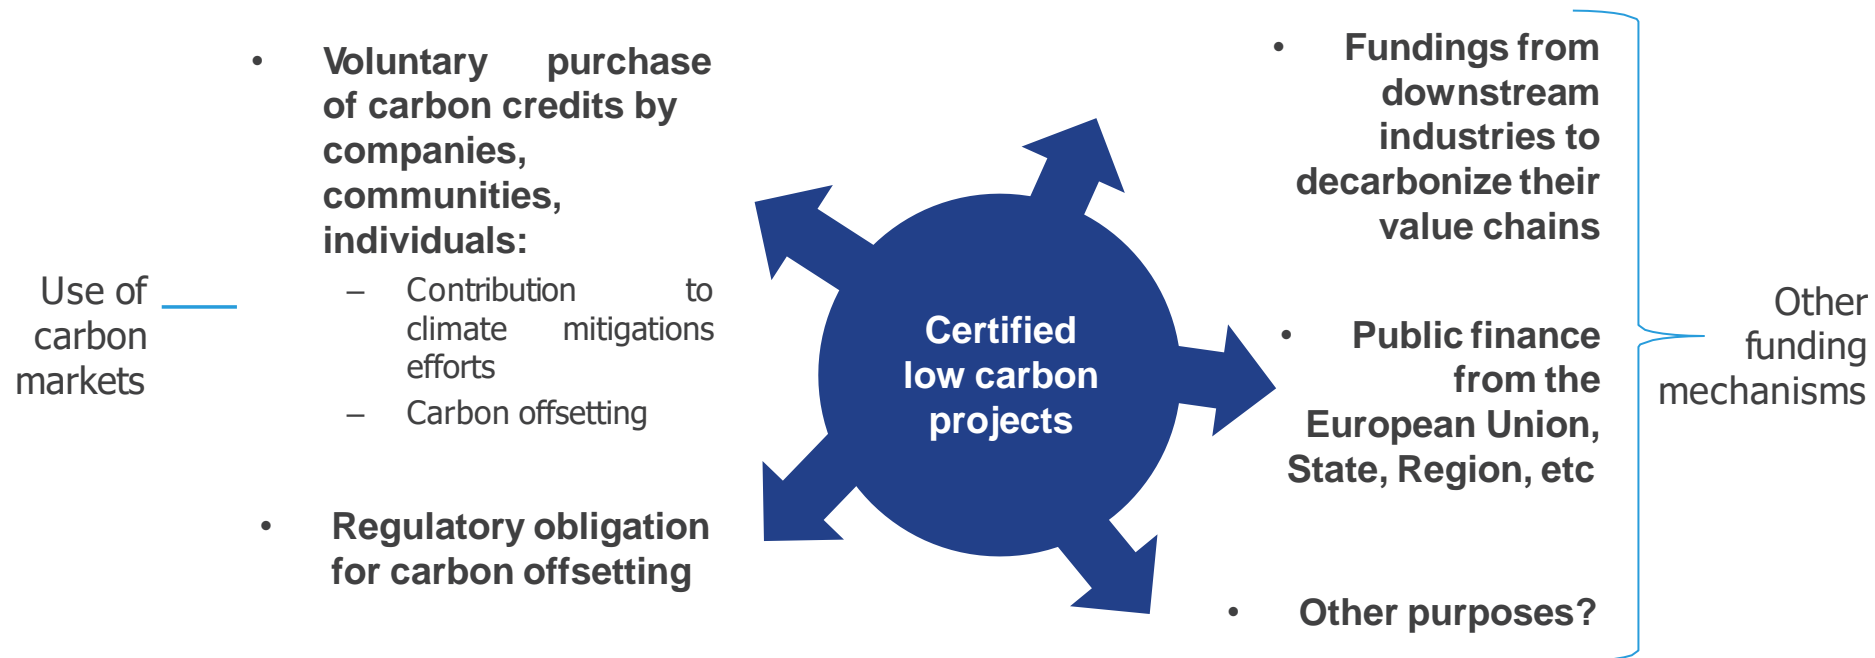 Use of
carbon
markets
• Voluntary purchase
of carbon credits by
companies,
communities,
individuals:
– Contribution to
climate mitigations
efforts
– Carbon offsetting
• Regulatory obligation
for carbon offsetting
Certified
low carbon
projects
• Fundings from
downstream
industries to
decarbonize their
value chains
• Public finance
from the
European Union,
State, Region, etc
• Other purposes?
Other
funding
mechanisms